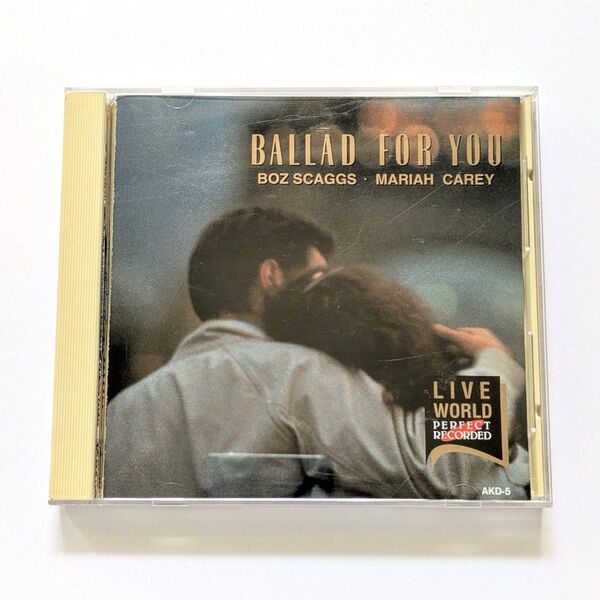 BALLAD FOR YOU
BOZ SCAGGS · MARIAH CAREY
LIVE
WORLD
PERFECT
RECORDED
AKD-5